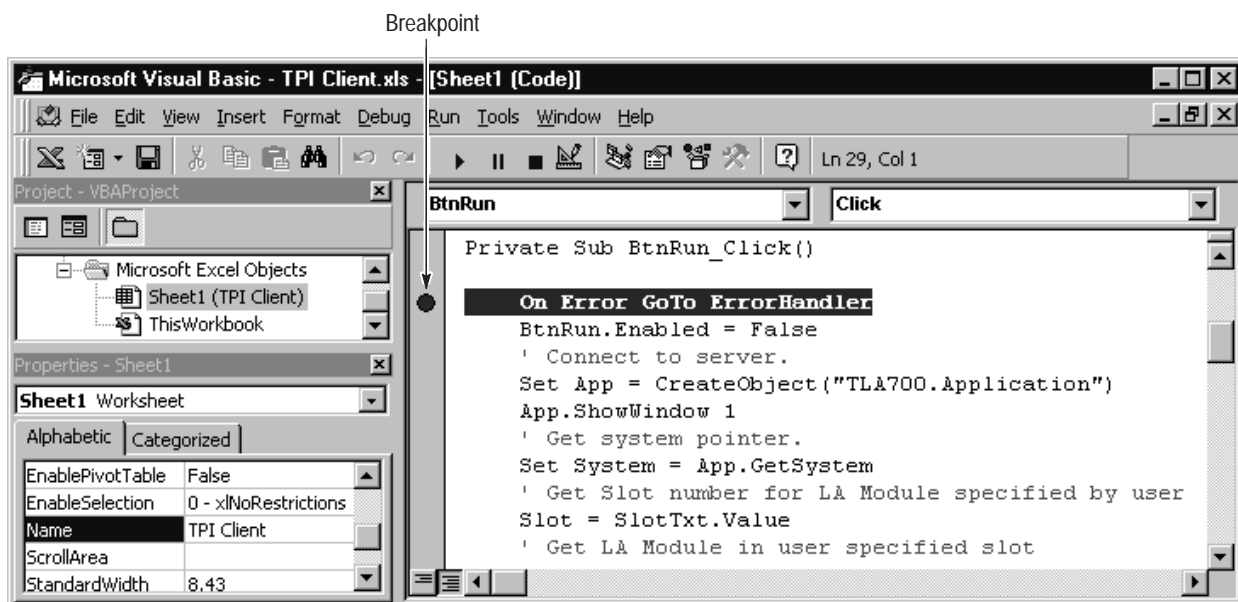 Breakpoint
Microsoft Visual Basic - TPI Client.xls - [Sheet1 (Code)]
File Edit View Insert Format Debug Run Tools Window Help
Ln 29, Col 1
Project - VBAProject
Microsoft Excel Objects
Sheet1 (TPI Client)
ThisWorkbook
Properties - Sheet1
Sheet1 Worksheet
Alphabetic Categorized
EnablePivotTable False
EnableSelection 0 - xlNoRestrictions
Name TPI Client
ScrollArea
StandardWidth 8.43
BtnRun Click
Private Sub BtnRun_Click()
On Error GoTo ErrorHandler
BtnRun.Enabled = False
' Connect to server.
Set App = CreateObject("TLA700.Application")
App.ShowWindow 1
' Get system pointer.
Set System = App.GetSystem
' Get Slot number for LA Module specified by user
Slot = SlotTxt.Value
' Get LA Module in user specified slot